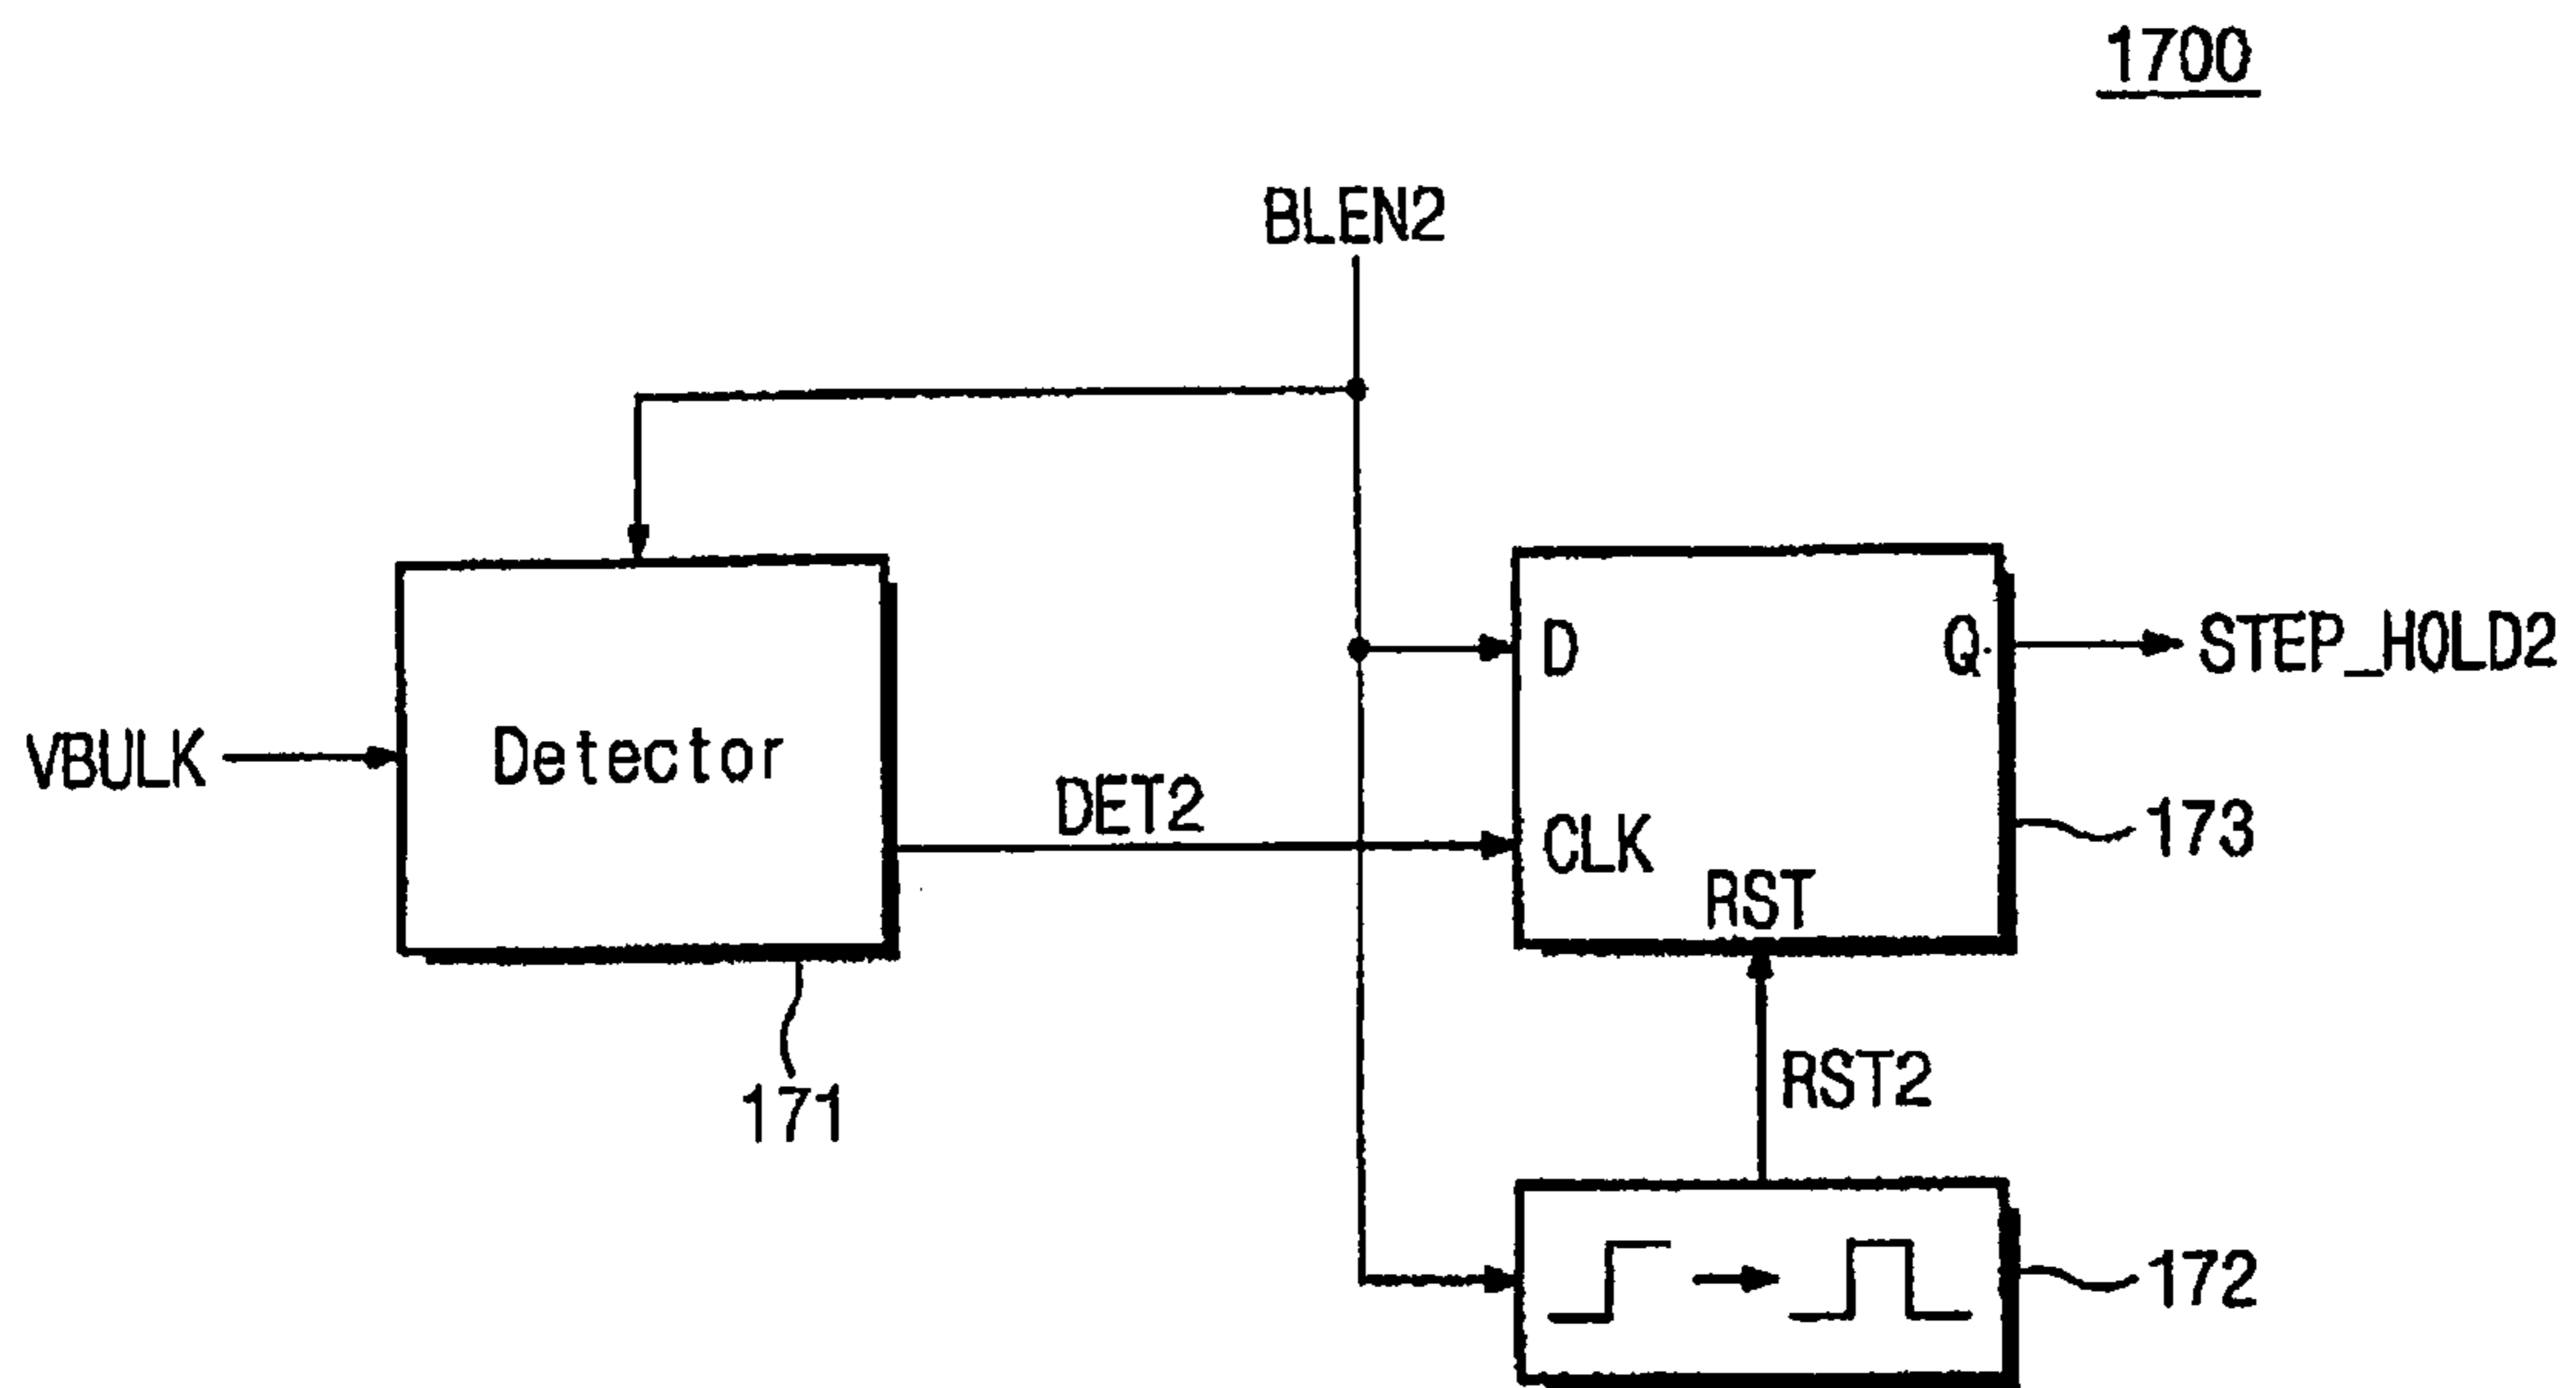 1700
BLEN2
D
Q
STEP_HOLD2
VBULK
Detector
DET2
CLK
173
RST
171
RST2
172